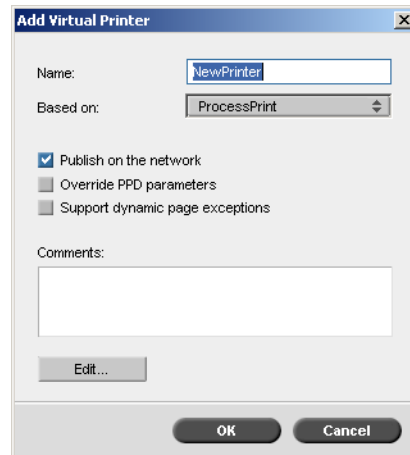 Add Virtual Printer
Name: NewPrinter
Based on: ProcessPrint
Publish on the network
Override PPD parameters
Support dynamic page exceptions
Comments:
Edit...
OK Cancel